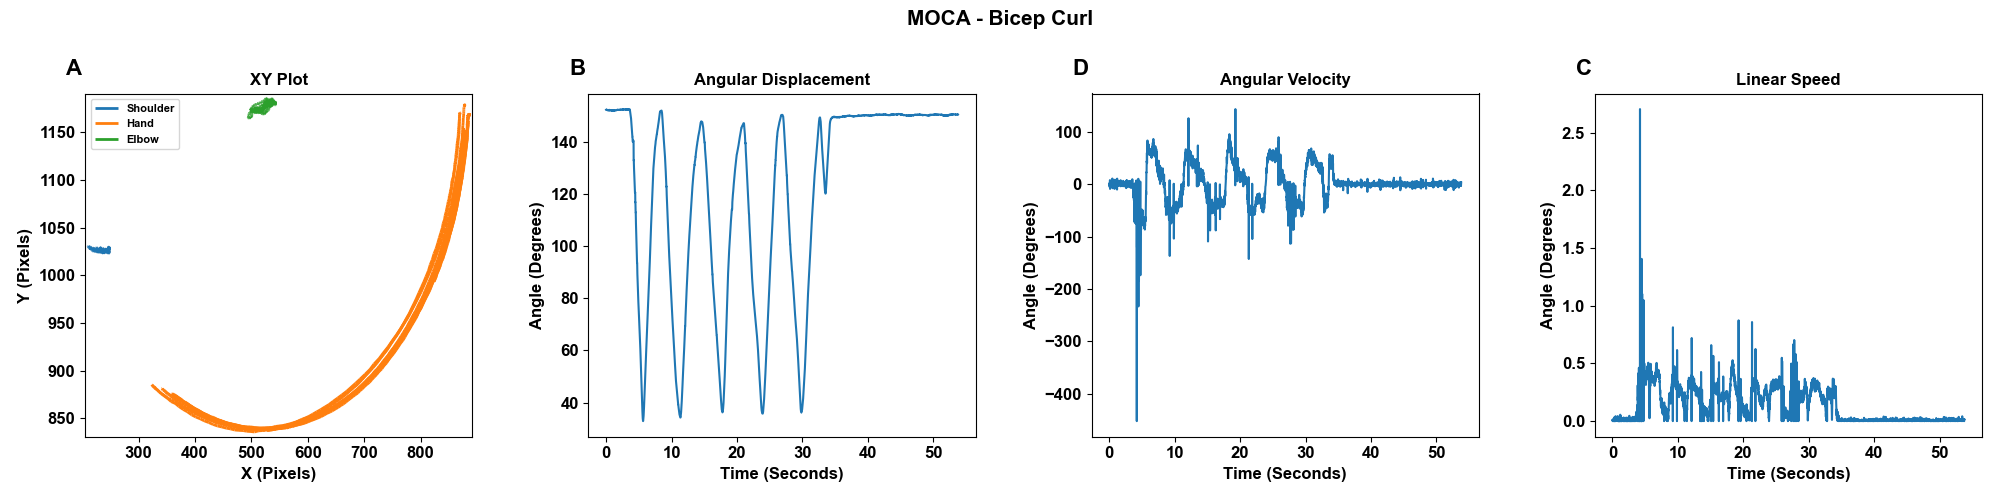 MOCA - Bicep Curl
A
XY Plot
Shoulder
Hand
Elbow
Y (Pixels)
1150
1100
1050
1000
950
900
850
300 400 500 600 700 800
X (Pixels)
B
Angular Displacement
Angle (Degrees)
140
120
100
80
60
40
0 10 20 30 40 50
Time (Seconds)
D
Angular Velocity
Angle (Degrees)
100
0
−100
−200
−300
−400
0 10 20 30 40 50
Time (Seconds)
C
Linear Speed
Angle (Degrees)
2.5
2.0
1.5
1.0
0.5
0.0
0 10 20 30 40 50
Time (Seconds)